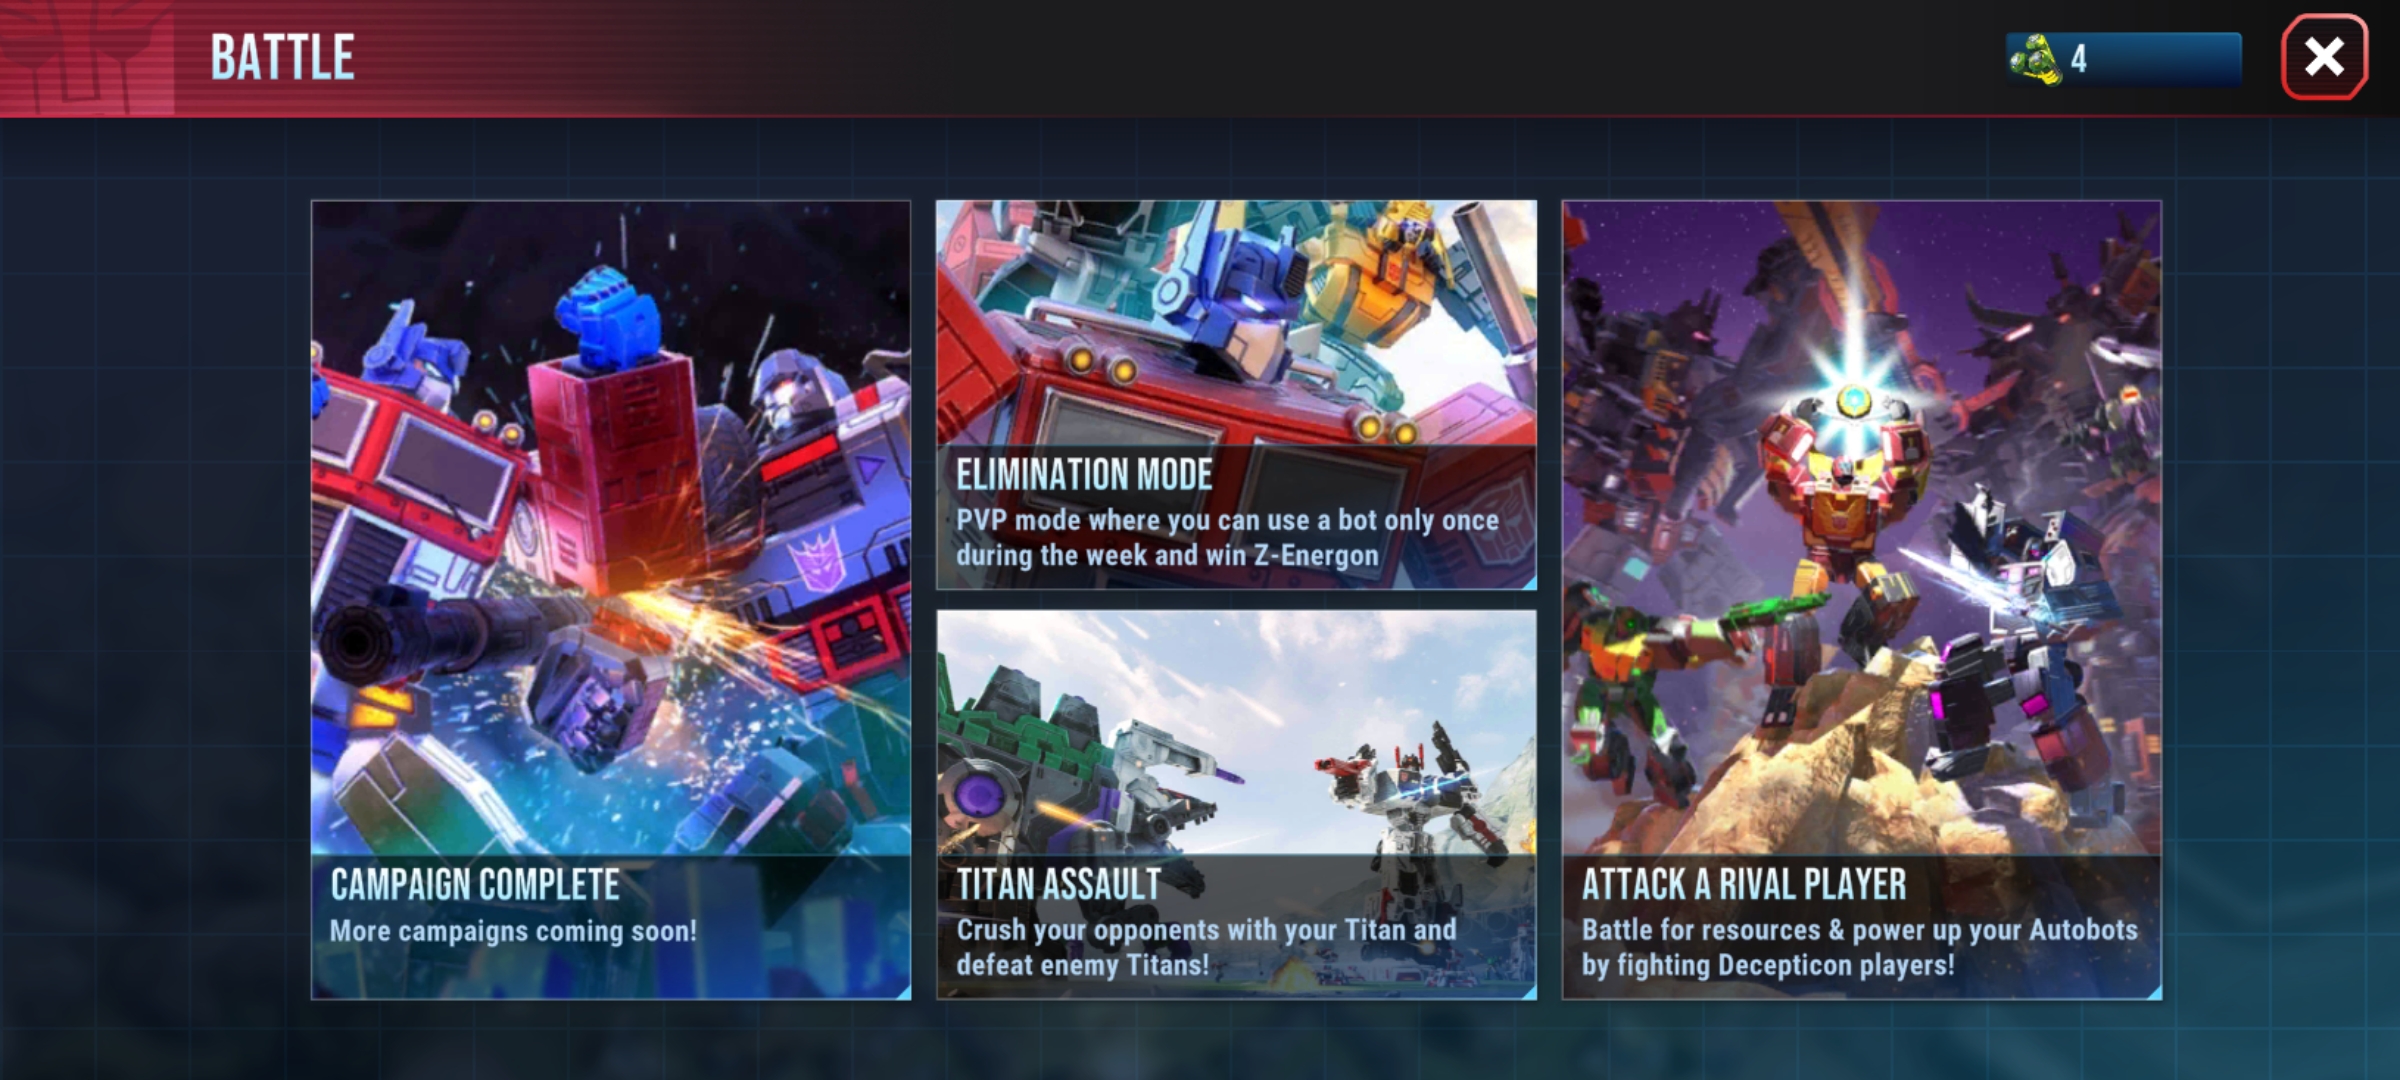 BATTLE
4
CAMPAIGN COMPLETE
More campaigns coming soon!
ELIMINATION MODE
PVP mode where you can use a bot only once
during the week and win Z-Energon
TITAN ASSAULT
Crush your opponents with your Titan and
defeat enemy Titans!
ATTACK A RIVAL PLAYER
Battle for resources & power up your Autobots
by fighting Decepticon players!